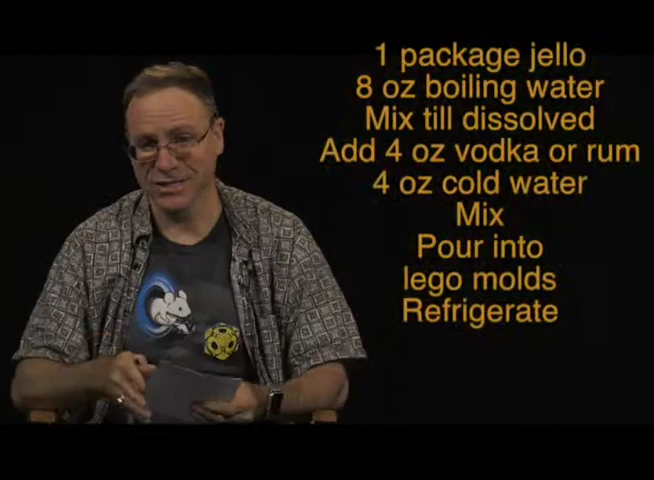 1 package jello
8 oz boiling water
Mix till dissolved
Add 4 oz vodka or rum
4 oz cold water
Mix
Pour into
lego molds
Refrigerate